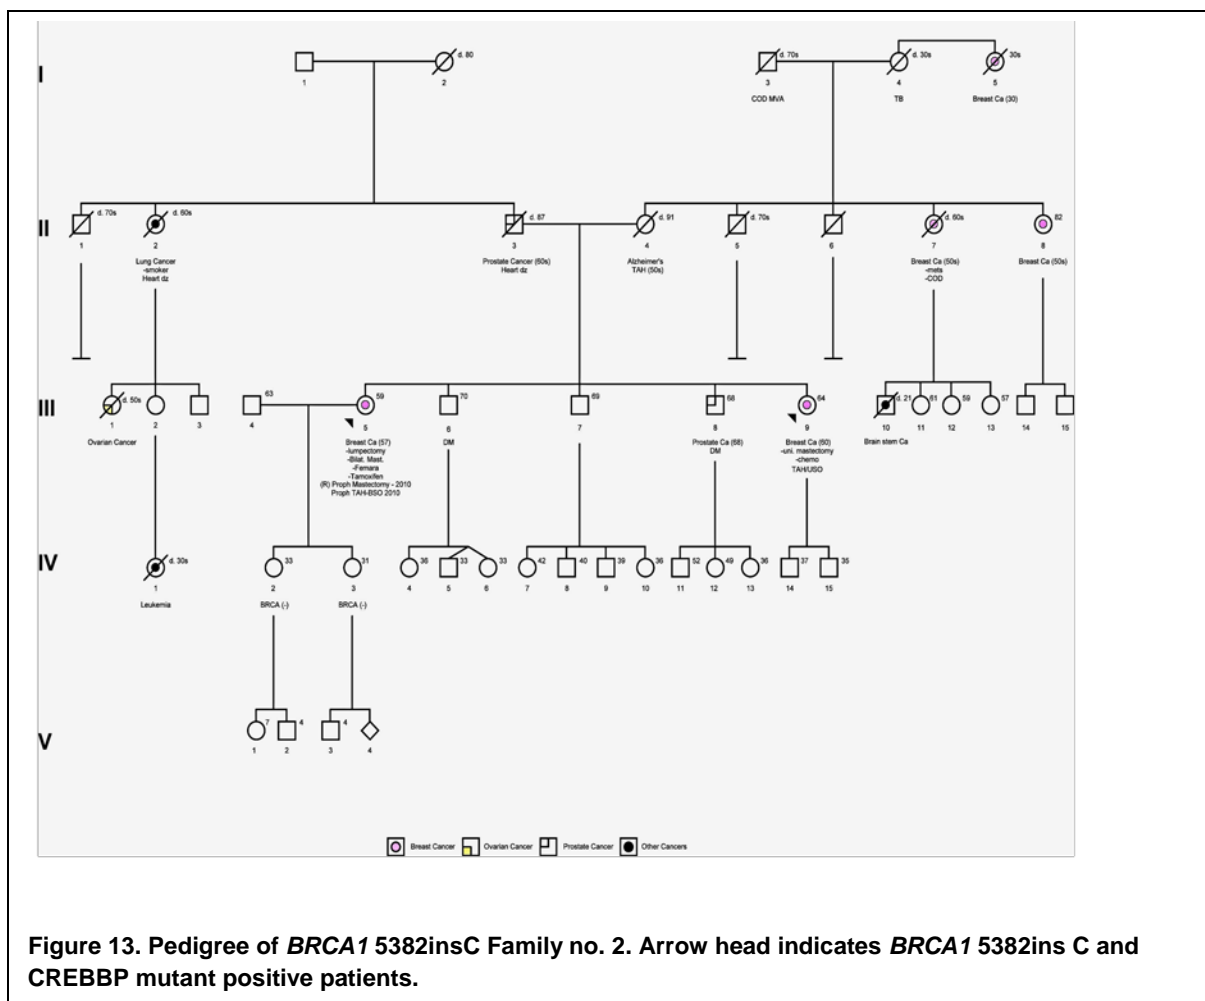 d. 80
d. 70s
d. 30s
30s
I
1
2
3
4
5
COD MVA
TB
Breast Ca (30)
d. 70s
d. 60s
d. 87
d. 91
d. 70s
d. 60s
82
II
1
2
3
4
5
6
7
8
Lung Cancer
-smoker
Heart dz
Prostate Cancer (60s)
Heart dz
Alzheimer's
TAH (50s)
Breast Ca (50s)
-mets
-COD
Breast Ca (50s)
d. 50s
63
59
70
69
68
64
d. 21
61
59
57
III
1
2
3
4
5
6
7
8
9
10
11
12
13
14
15
Ovarian Cancer
Breast Ca (57)
-lumpectomy
-Bilat. Mast.
-Femara
-Tamoxifen
(R) Proph Mastectomy - 2010
Proph TAH-BSO 2010
DM
Prostate Ca (68)
DM
Breast Ca (60)
-uni. mastectomy
-chemo
TAH/USO
Brain stem Ca
d. 30s
33
31
36
33
33
42
40
39
36
52
49
36
37
35
IV
1
2
3
4
5
6
7
8
9
10
11
12
13
14
15
Leukemia
BRCA (-)
BRCA (-)
7
4
4
V
1
2
3
4
Breast Cancer
Ovarian Cancer
Prostate Cancer
Other Cancers
Figure 13. Pedigree of BRCA1 5382insC Family no. 2. Arrow head indicates BRCA1 5382ins C and
CREBBP mutant positive patients.